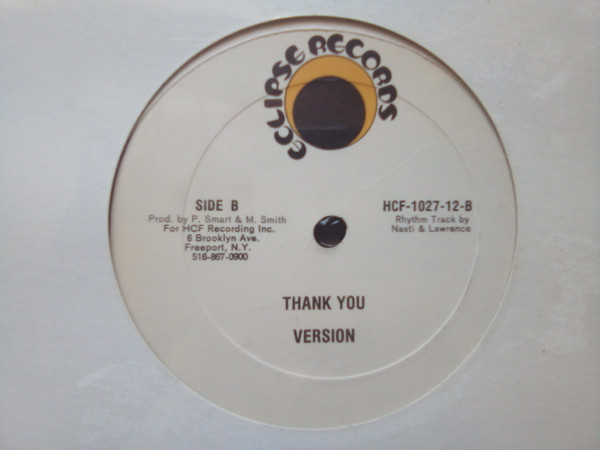 ECLIPSE RECORDS
SIDE B
Prod. by P. Smart & M. Smith
For HCF Recording Inc.
6 Brooklyn Ave.
Freeport, N.Y.
516-867-0900
HCF-1027-12-B
Rhythm Track by
Nasti & Lawrence
THANK YOU
VERSION